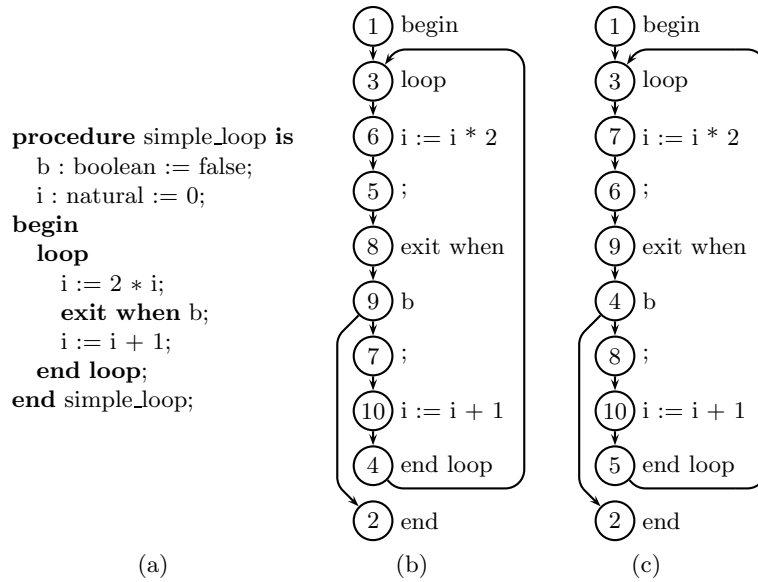 procedure simple_loop is
b : boolean := false;
i : natural := 0;
begin
loop
i := 2 * i;
exit when b;
i := i + 1;
end loop;
end simple_loop;
(a)
1 begin
3 loop
6 i := i * 2
5 ;
8 exit when
9 b
7 ;
10 i := i + 1
4 end loop
2 end
(b)
1 begin
3 loop
7 i := i * 2
6 ;
9 exit when
4 b
8 ;
10 i := i + 1
5 end loop
2 end
(c)